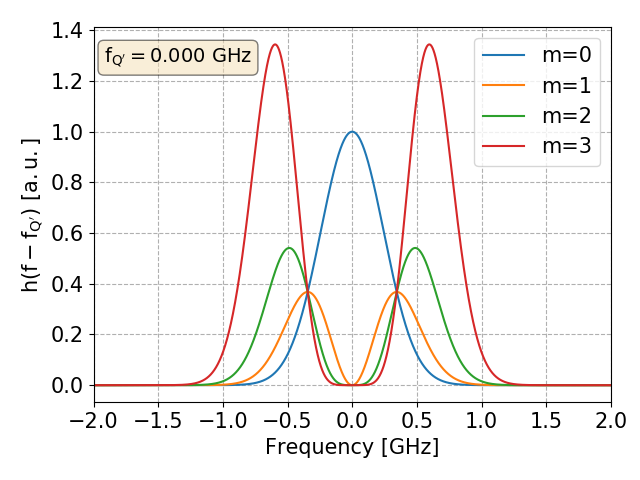 f_Q′ = 0.000 GHz
m=0
m=1
m=2
m=3
h(f − f_Q′) [a. u. ]
1.4
1.2
1.0
0.8
0.6
0.4
0.2
0.0
−2.0 −1.5 −1.0 −0.5 0.0 0.5 1.0 1.5 2.0
Frequency [GHz]